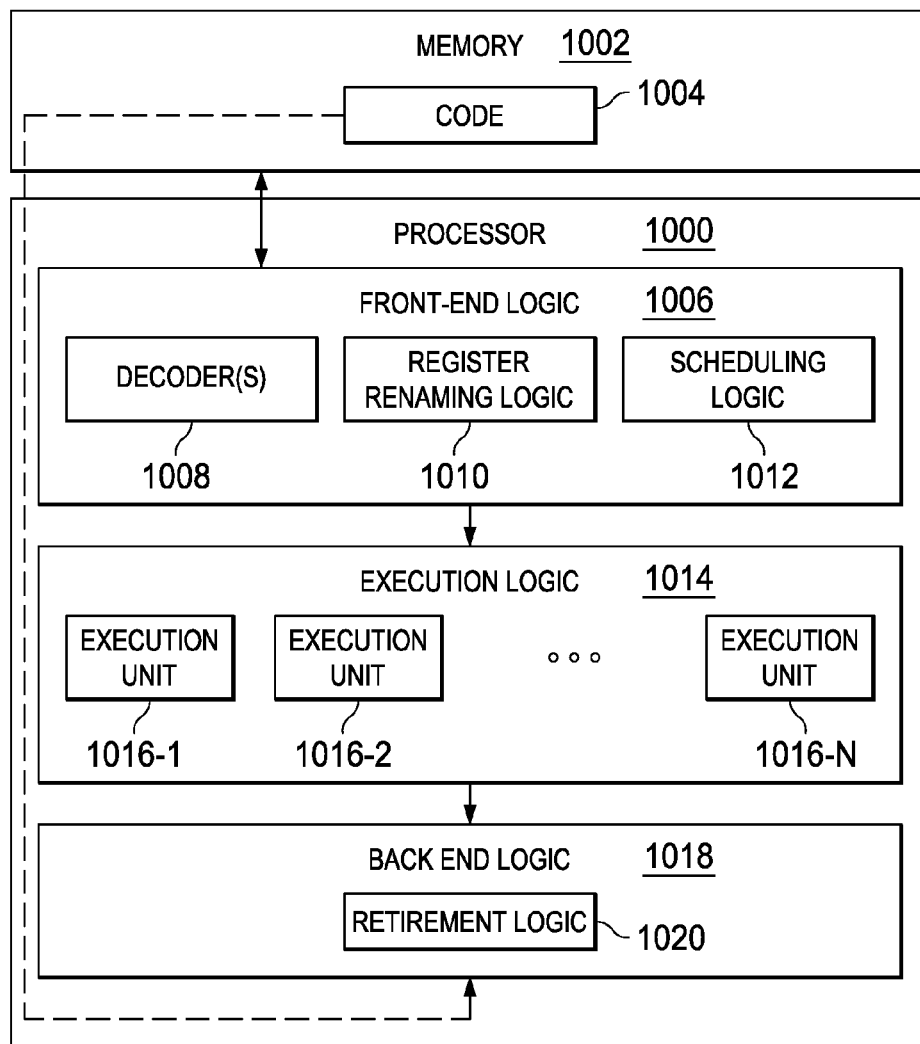 MEMORY 1002
CODE
1004
PROCESSOR 1000
FRONT-END LOGIC 1006
DECODER(S)
REGISTER
RENAMING LOGIC
SCHEDULING
LOGIC
1008
1010
1012
EXECUTION LOGIC 1014
EXECUTION
UNIT
EXECUTION
UNIT
EXECUTION
UNIT
1016-1
1016-2
1016-N
BACK END LOGIC 1018
RETIREMENT LOGIC
1020